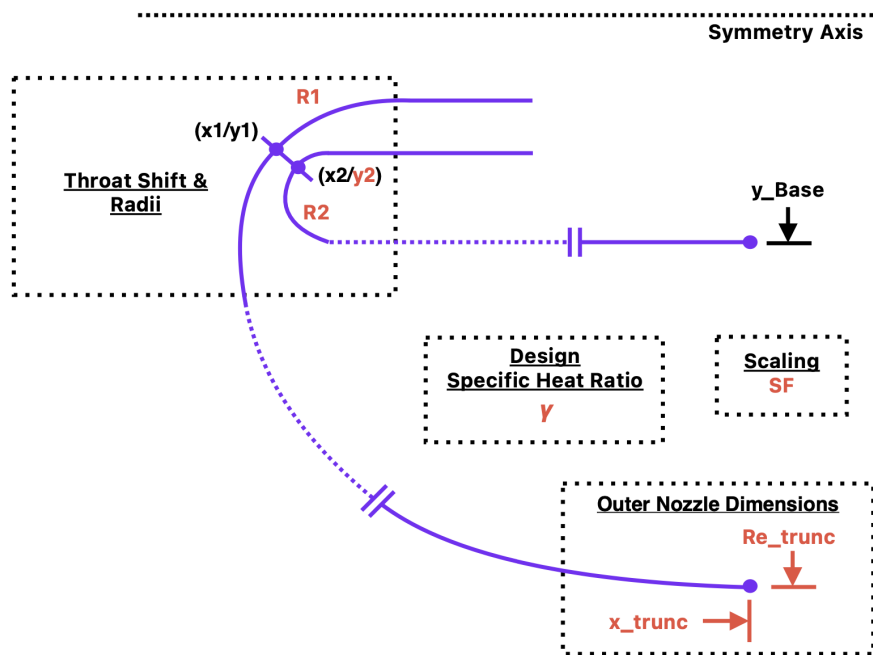 Symmetry Axis
R1
(x1/y1)
Throat Shift &
Radii
(x2/y2)
R2
y_Base
Design
Specific Heat Ratio
γ
Scaling
SF
Outer Nozzle Dimensions
Re_trunc
x_trunc